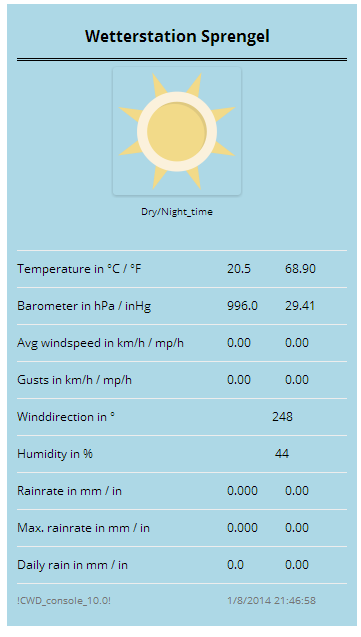 Wetterstation Sprengel
Dry/Night_time
Temperature in °C / °F 20.5 68.90
Barometer in hPa / inHg 996.0 29.41
Avg windspeed in km/h / mp/h 0.00 0.00
Gusts in km/h / mp/h 0.00 0.00
Winddirection in ° 248
Humidity in % 44
Rainrate in mm / in 0.000 0.00
Max. rainrate in mm / in 0.000 0.00
Daily rain in mm / in 0.0 0.00
!CWD_console_10.0! 1/8/2014 21:46:58